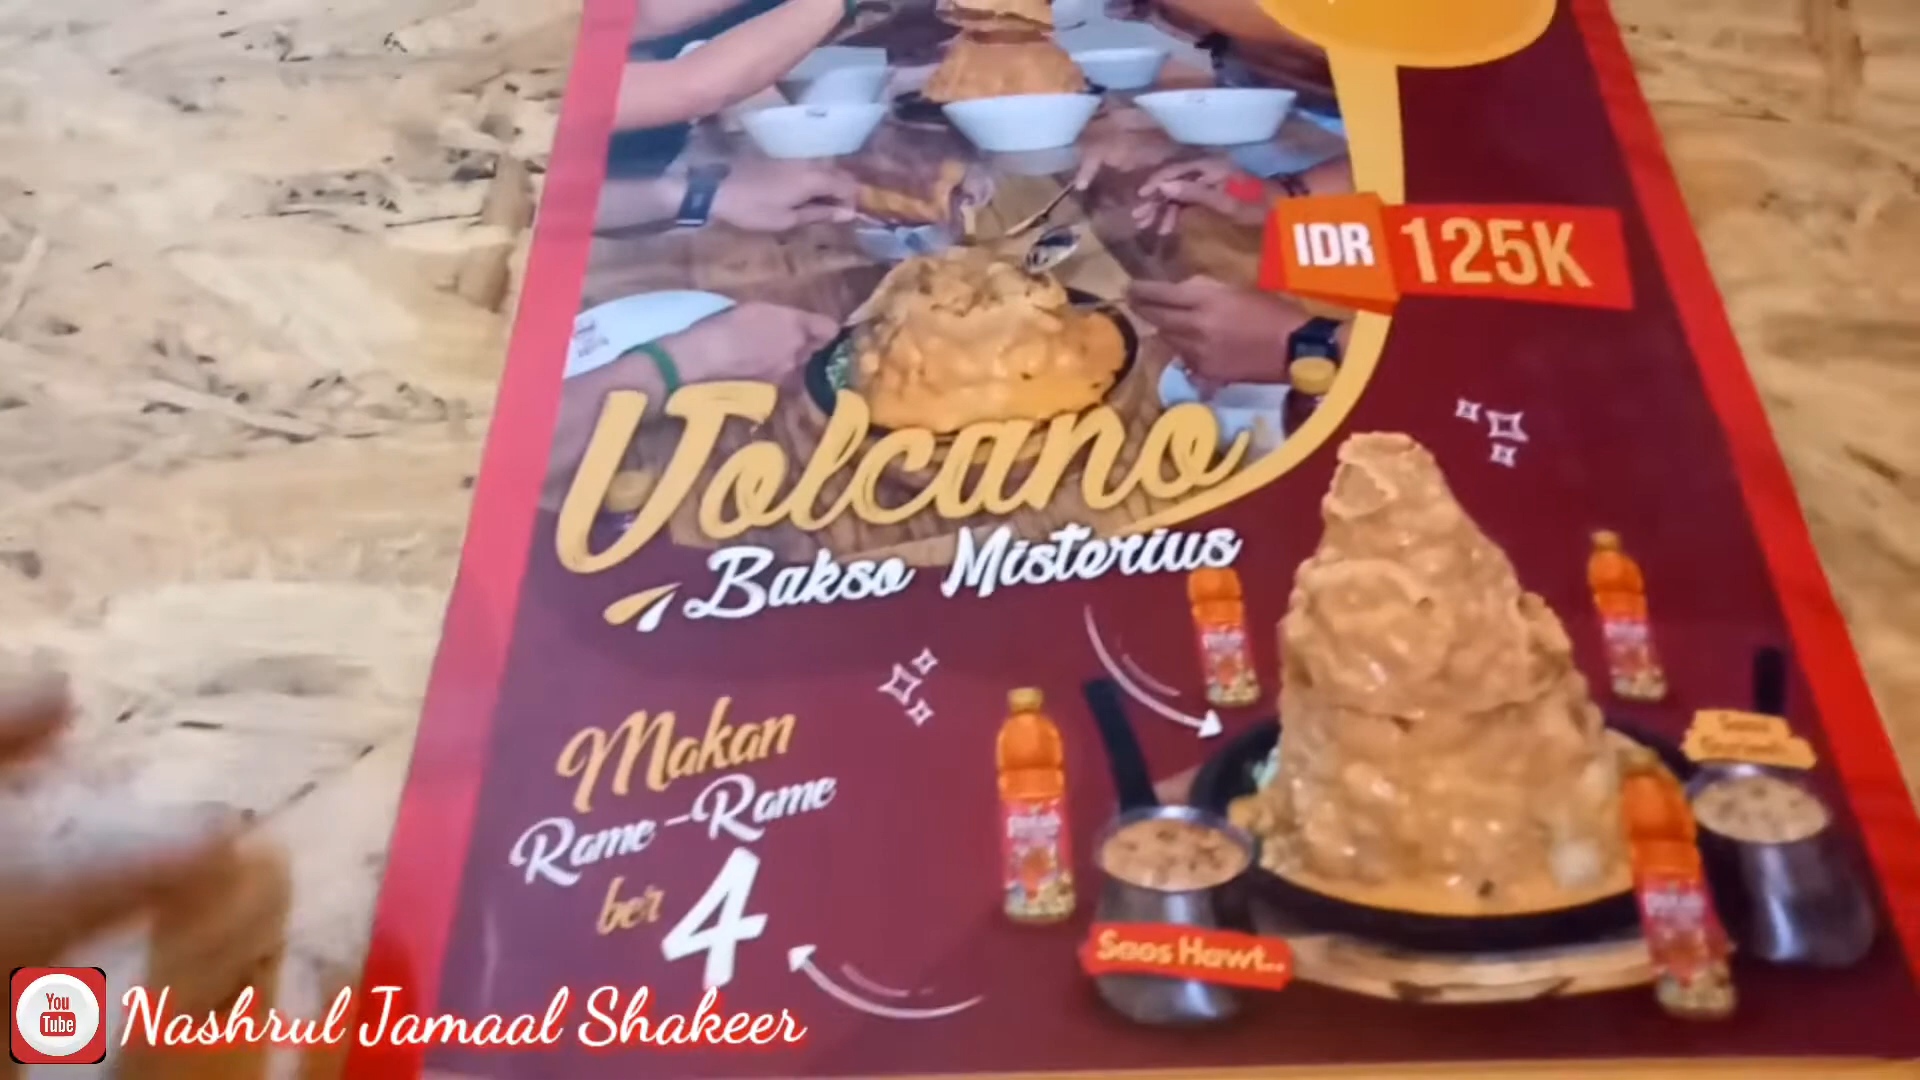 IDR 125K
Volcano
Bakso Misterius
Makan
Rame-Rame
ber 4
Saos Hawt..
You
Tube
Nashrul Jamaal Shakeer